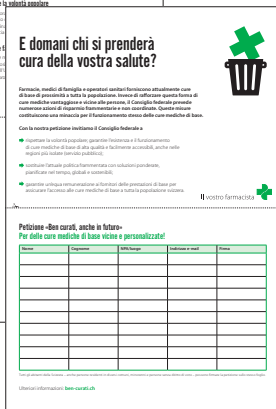 la volontà popolare
E domani chi si prenderà
cura della vostra salute?
Farmacie, medici di famiglia e operatori sanitari forniscono attualmente cure
di base di prossimità a tutta la popolazione. Invece di rafforzare questa forma di
cure mediche vantaggiose e vicine alle persone, il Consiglio federale prevede
numerose azioni di risparmio frammentarie e non coordinate. Queste misure
costituiscono una minaccia per il funzionamento stesso delle cure mediche di base.
Con la nostra petizione invitiamo il Consiglio federale a
rispettare la volontà popolare; garantire l'esistenza e il funzionamento
di cure mediche di base di alta qualità e facilmente accessibili, anche nelle
regioni più isolate (servizio pubblico);
sostituire l'attuale politica frammentata con soluzioni ponderate,
pianificate nel tempo, globali e sostenibili;
garantire un'equa remunerazione ai fornitori delle prestazioni di base per
assicurare l'accesso alle cure mediche di base a tutta la popolazione svizzera.
Il vostro farmacista
Petizione «Ben curati, anche in futuro»
Per delle cure mediche di base vicine e personalizzate!
Nome Cognome NPA/luogo Indirizzo e-mail Firma
Ulteriori informazioni: ben-curati.ch